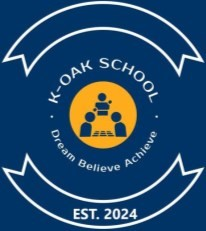 K-OAK SCHOOL
Dream Believe Achieve
EST. 2024